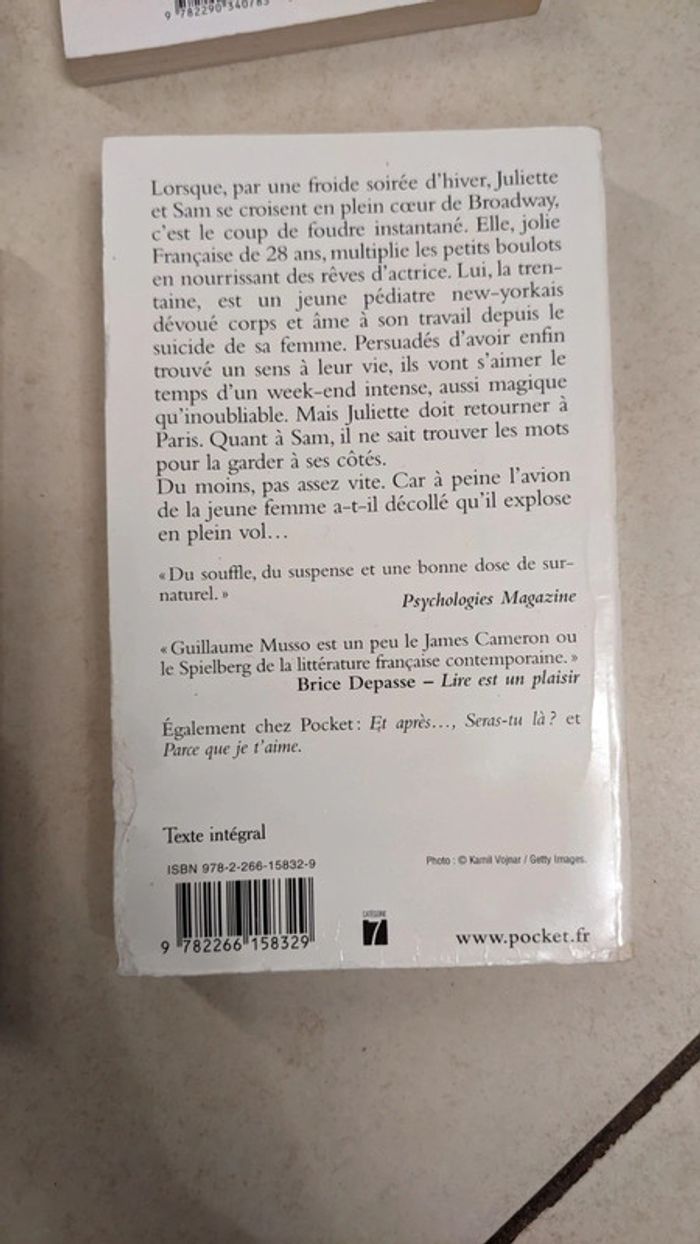 9 782290 340783
Lorsque, par une froide soirée d'hiver, Juliette
et Sam se croisent en plein cœur de Broadway,
c'est le coup de foudre instantané. Elle, jolie
Française de 28 ans, multiplie les petits boulots
en nourrissant des rêves d'actrice. Lui, la tren-
taine, est un jeune pédiatre new-yorkais
dévoué corps et âme à son travail depuis le
suicide de sa femme. Persuadés d'avoir enfin
trouvé un sens à leur vie, ils vont s'aimer le
temps d'un week-end intense, aussi magique
qu'inoubliable. Mais Juliette doit retourner à
Paris. Quant à Sam, il ne sait trouver les mots
pour la garder à ses côtés.
Du moins, pas assez vite. Car à peine l'avion
de la jeune femme a-t-il décollé qu'il explose
en plein vol…
« Du souffle, du suspense et une bonne dose de sur-
naturel. »
Psychologies Magazine
« Guillaume Musso est un peu le James Cameron ou
le Spielberg de la littérature française contemporaine. »
Brice Depasse – Lire est un plaisir
Également chez Pocket : Et après…, Seras-tu là ? et
Parce que je t'aime.
Texte intégral
ISBN 978-2-266-15832-9
Photo : © Kamil Vojnar / Getty Images.
9 782266 158329
CATÉGORIE
7
www.pocket.fr